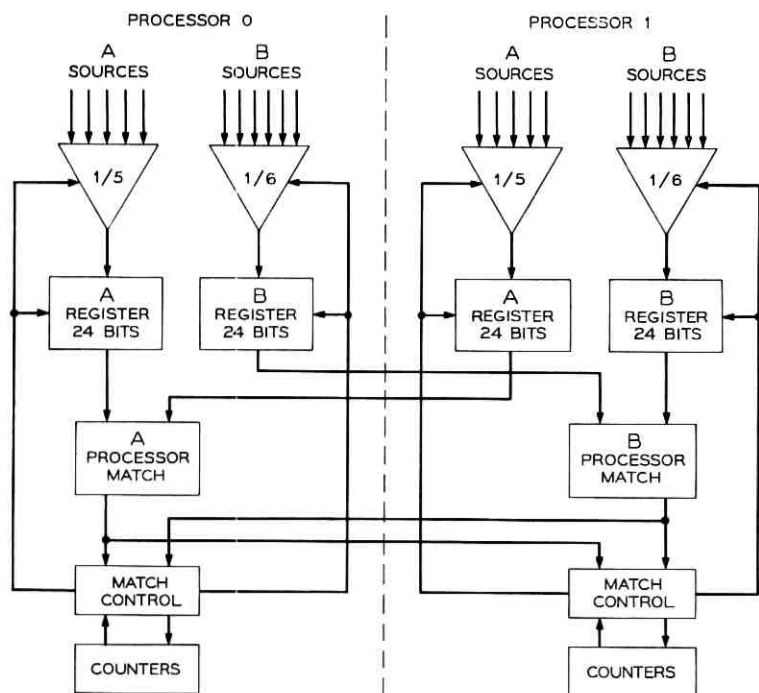 PROCESSOR 0
A
SOURCES
B
SOURCES
1/5
1/6
A
REGISTER
24 BITS
B
REGISTER
24 BITS
A
PROCESSOR
MATCH
MATCH
CONTROL
COUNTERS
PROCESSOR 1
A
SOURCES
B
SOURCES
1/5
1/6
A
REGISTER
24 BITS
B
REGISTER
24 BITS
B
PROCESSOR
MATCH
MATCH
CONTROL
COUNTERS